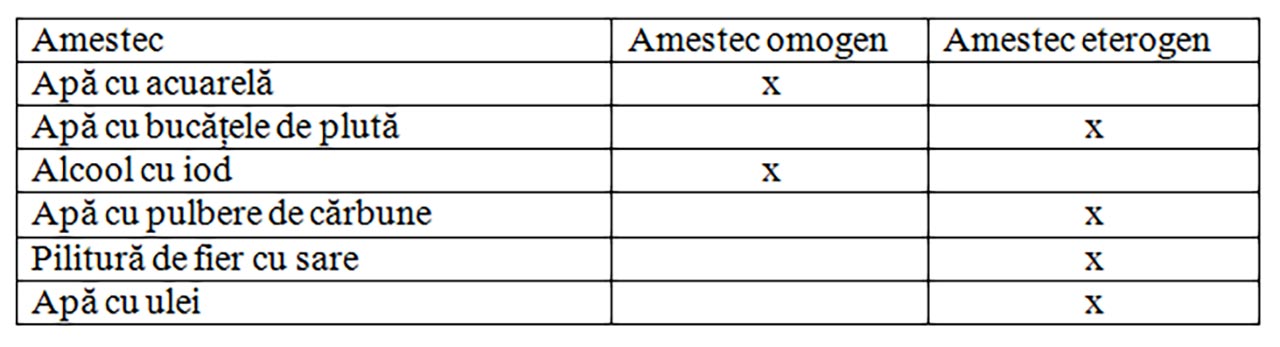 Amestec Amestec omogen Amestec eterogen
Apă cu acuarelă x
Apă cu bucățele de plută x
Alcool cu iod x
Apă cu pulbere de cărbune x
Pilitură de fier cu sare x
Apă cu ulei x